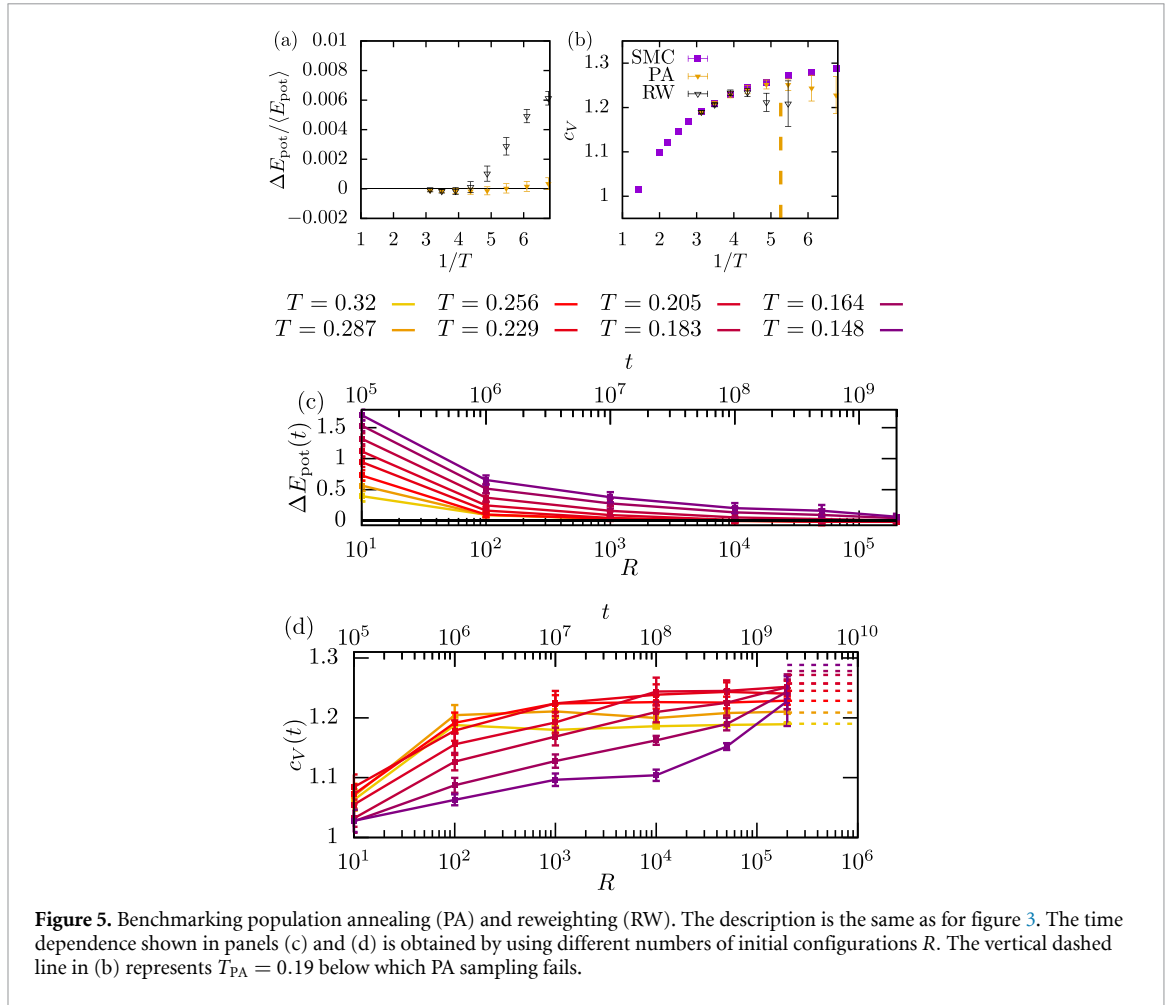 (a)
0.01
0.008
0.006
0.004
0.002
0
−0.002
ΔE_pot/⟨E_pot⟩
1 2 3 4 5 6
1/T
(b)
SMC
PA
RW
1.3
1.2
1.1
1
c_V
1 2 3 4 5 6
1/T
T = 0.32 T = 0.256 T = 0.205 T = 0.164
T = 0.287 T = 0.229 T = 0.183 T = 0.148
t
(c)
10^5 10^6 10^7 10^8 10^9
1.5
1
0.5
0
ΔE_pot(t)
10^1 10^2 10^3 10^4 10^5
R
t
(d)
10^5 10^6 10^7 10^8 10^9 10^10
1.3
1.2
1.1
1
c_V(t)
10^1 10^2 10^3 10^4 10^5 10^6
R
Figure 5. Benchmarking population annealing (PA) and reweighting (RW). The description is the same as for figure 3. The time
dependence shown in panels (c) and (d) is obtained by using different numbers of initial configurations R. The vertical dashed
line in (b) represents T_PA = 0.19 below which PA sampling fails.